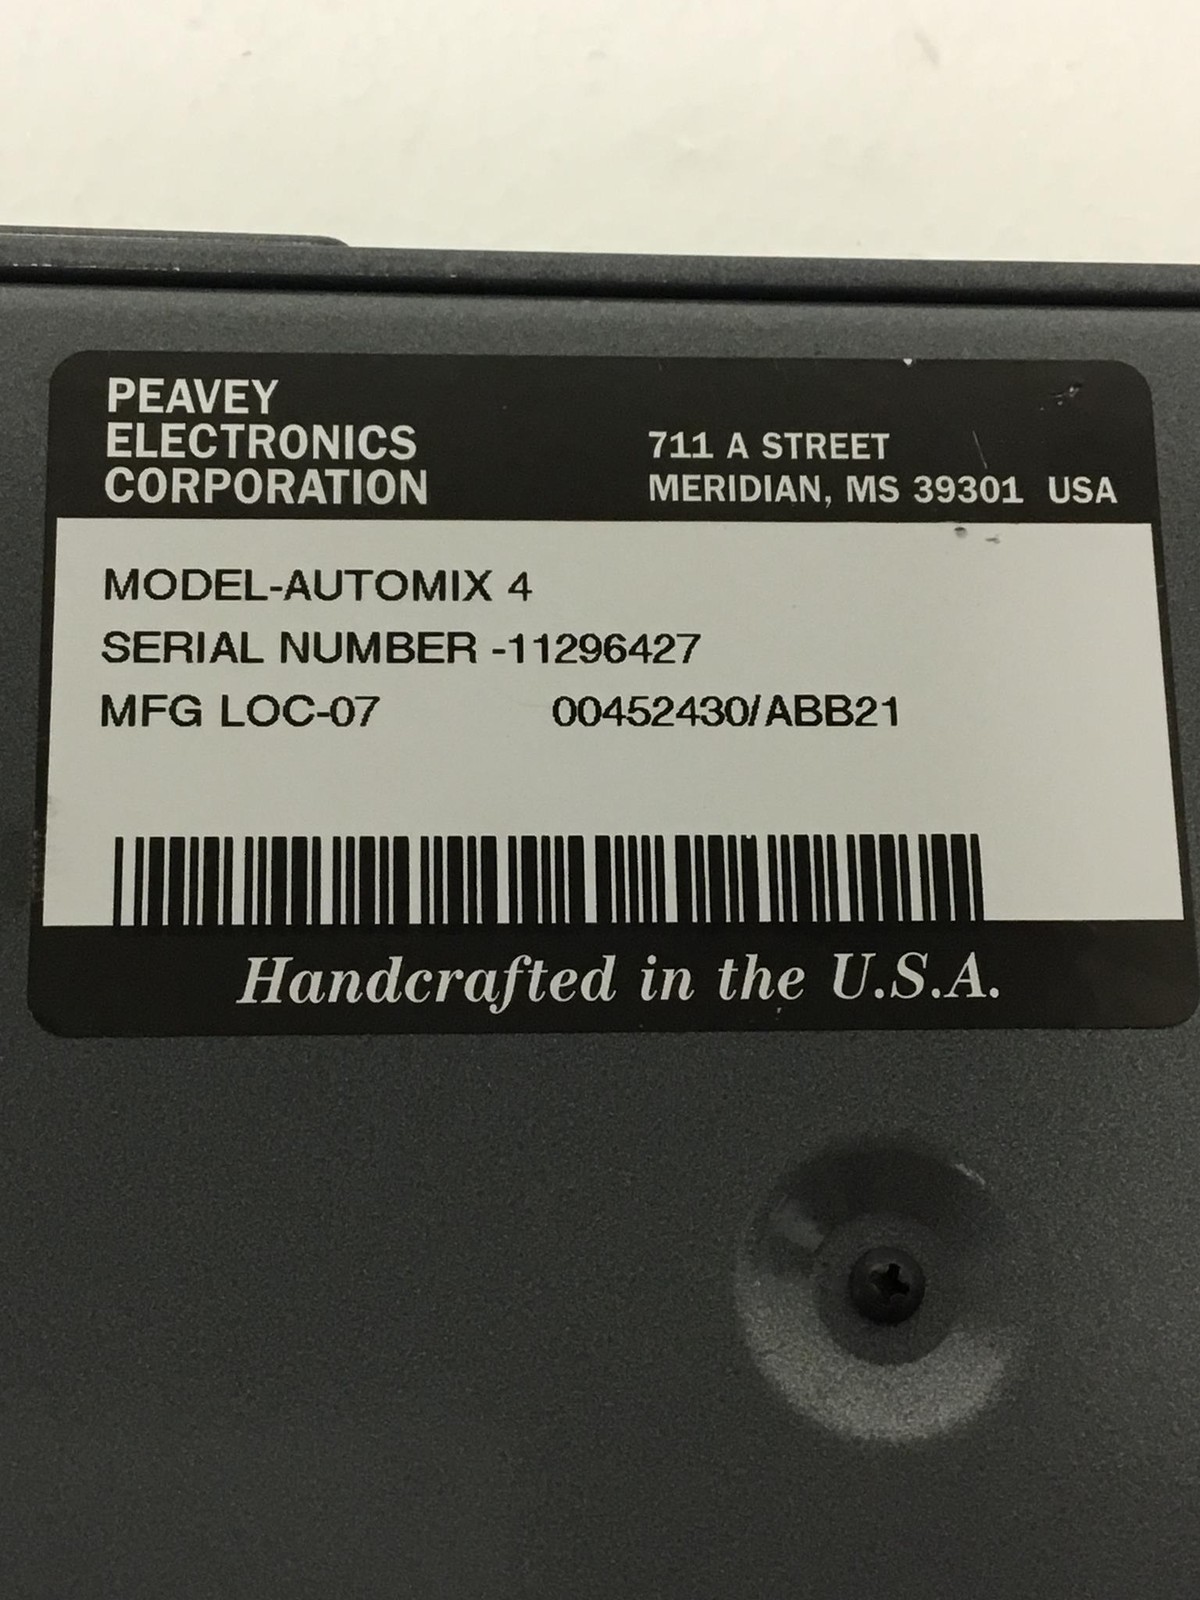 PEAVEY
ELECTRONICS
CORPORATION
711 A STREET
MERIDIAN, MS 39301 USA
MODEL-AUTOMIX 4
SERIAL NUMBER -11296427
MFG LOC-07 00452430/ABB21
Handcrafted in the U.S.A.